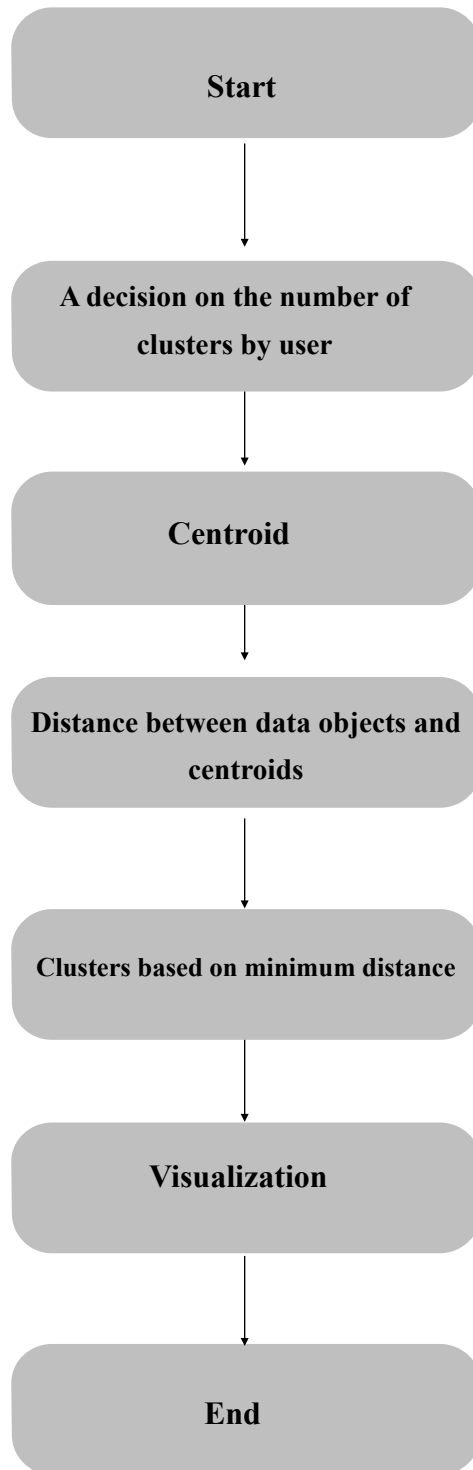 Start
A decision on the number of
clusters by user
Centroid
Distance between data objects and
centroids
Clusters based on minimum distance
Visualization
End